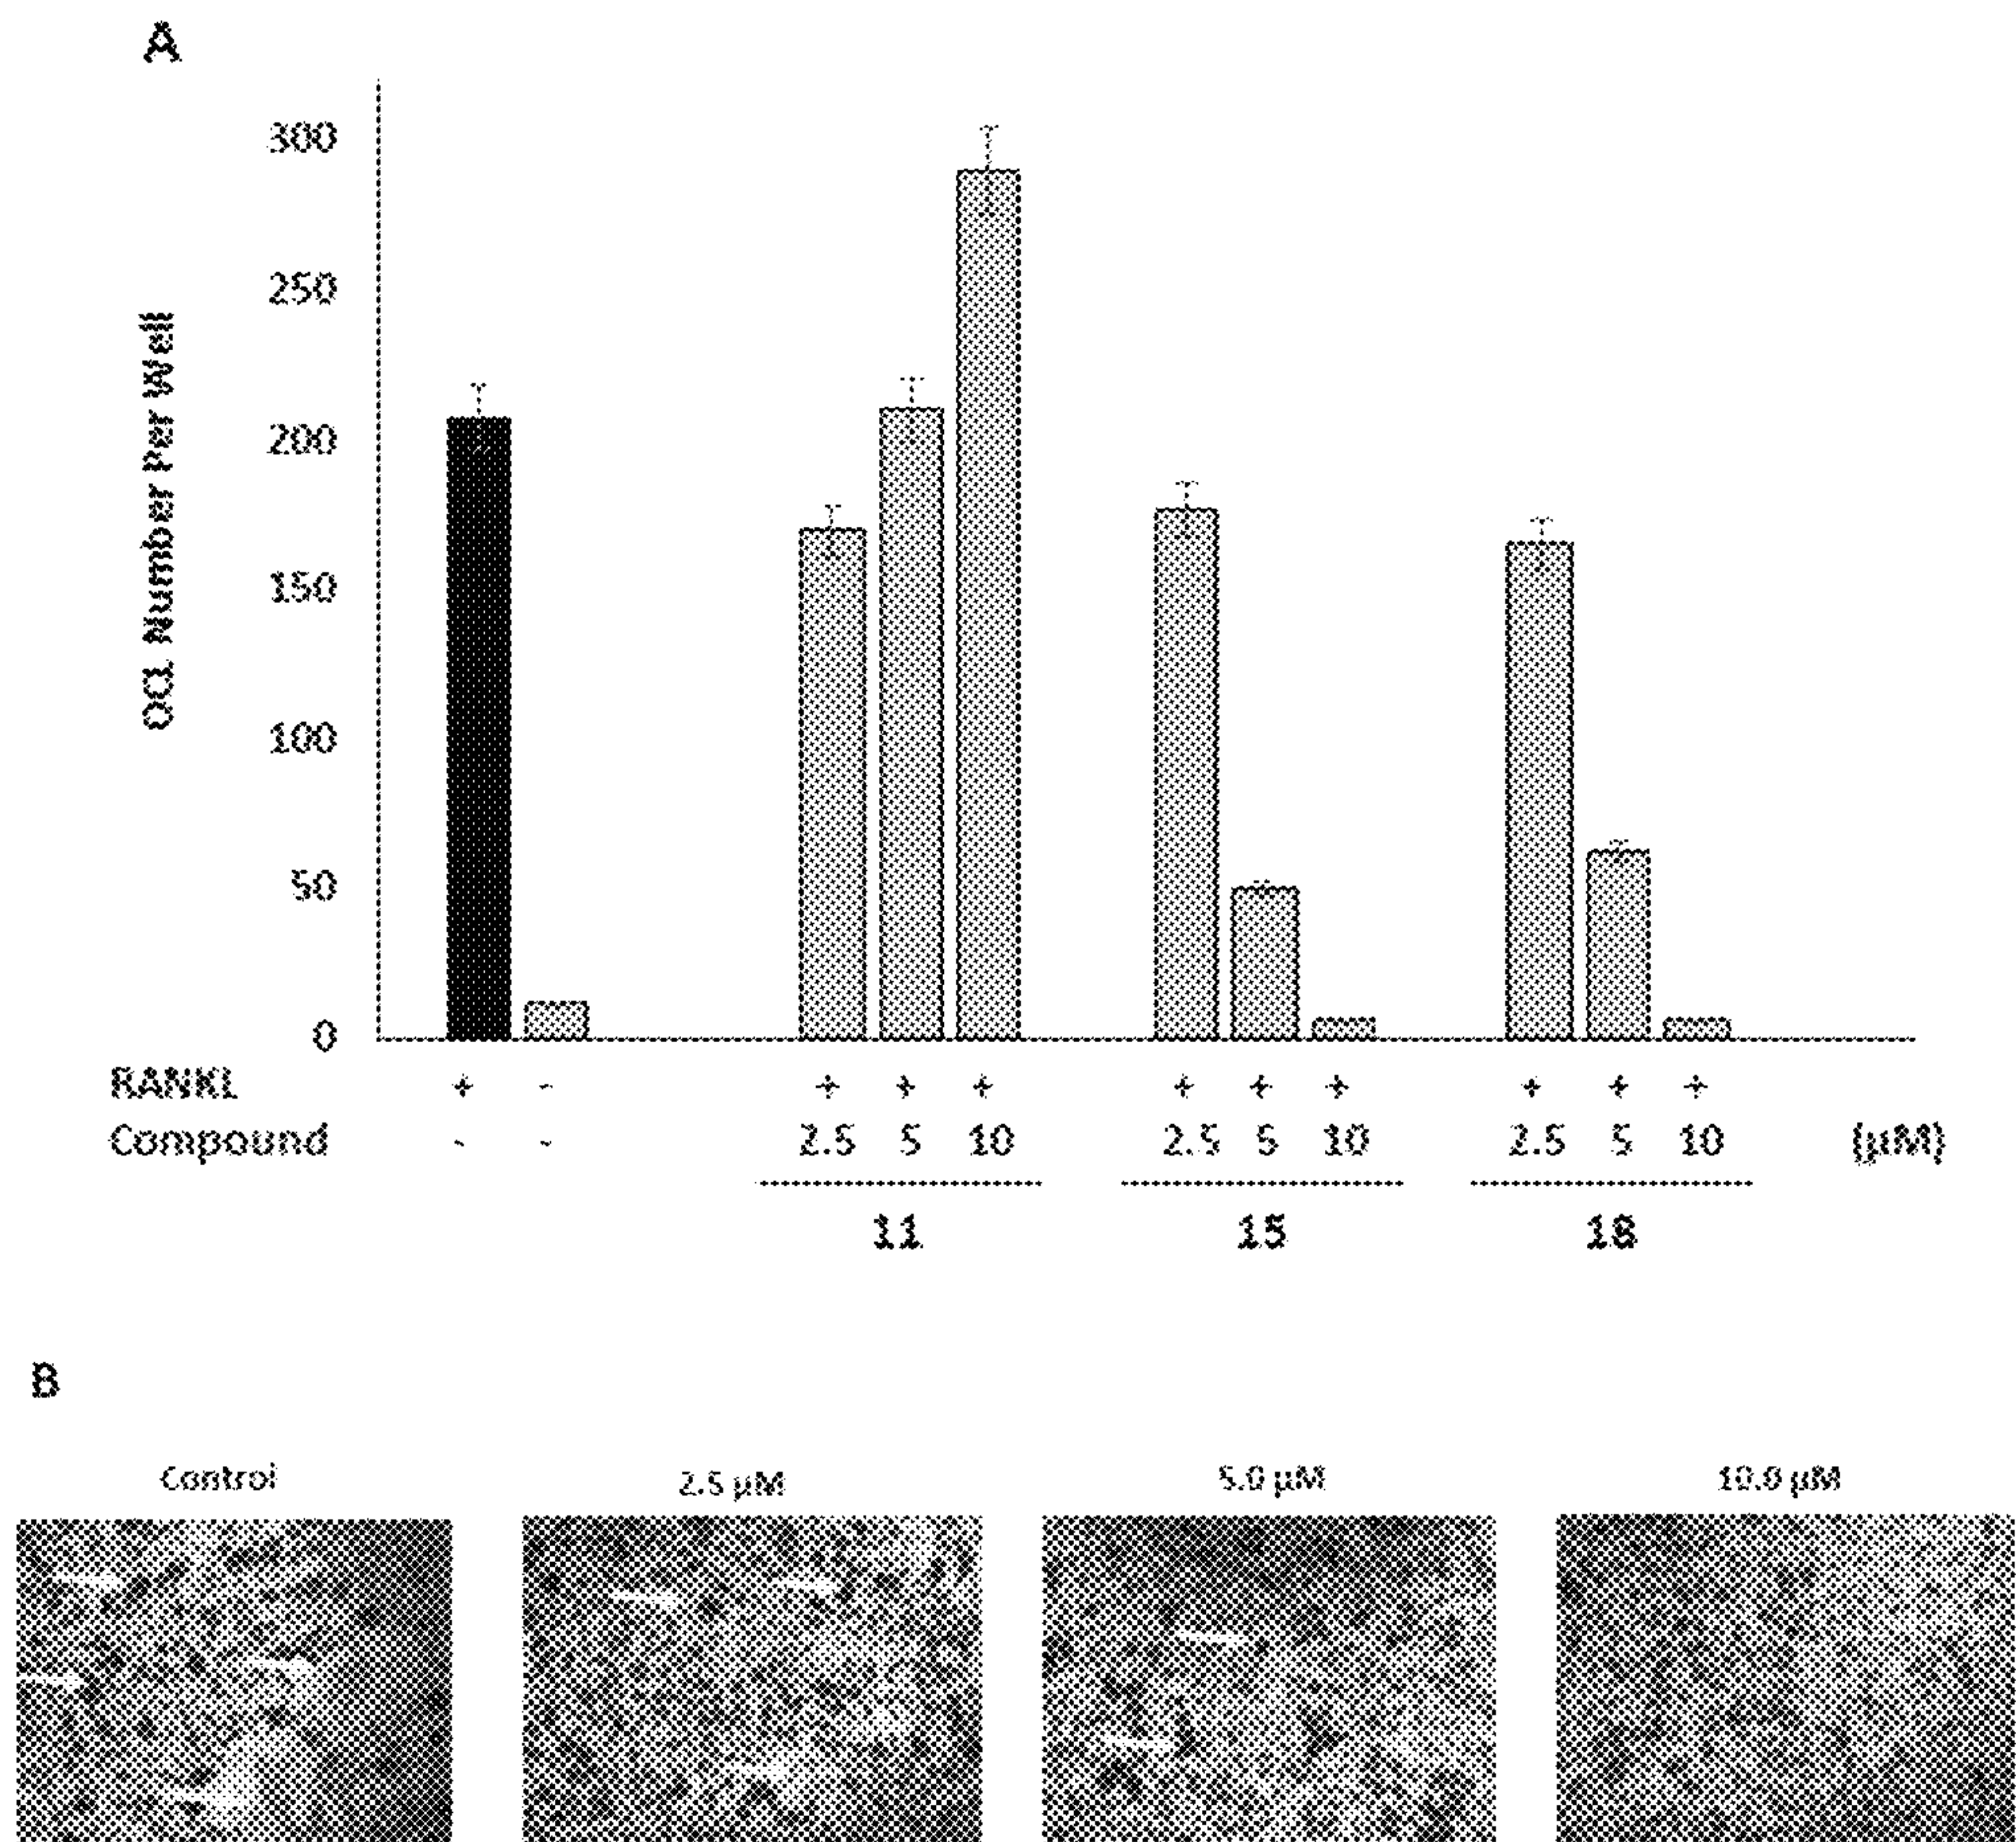 A
OCL Number Per Well
300
250
200
150
100
50
0
RANKL + - + + + + + + + + +
Compound - - 2.5 5 10 2.5 5 10 2.5 5 10 (µM)
11 15 18
B
Control 2.5 µM 5.0 µM 10.0 µM